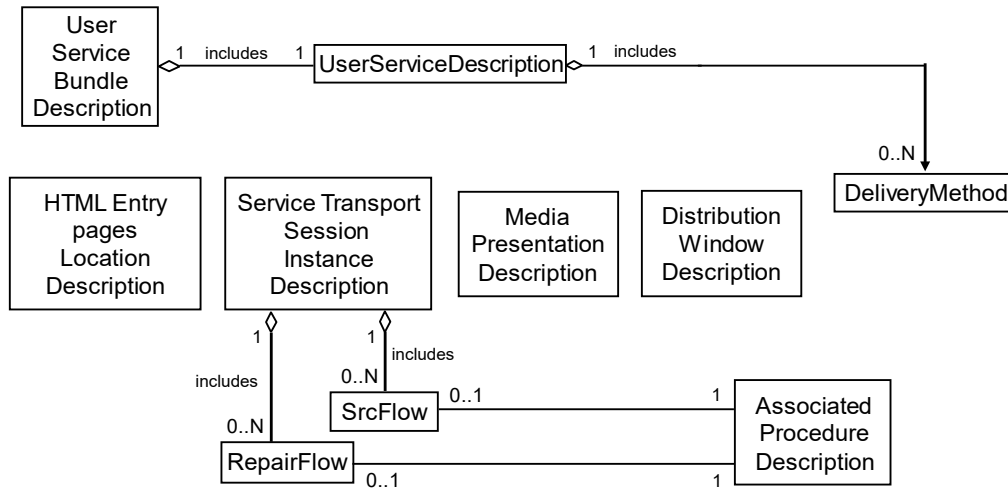 User
Service
Bundle
Description
1 includes 1
UserServiceDescription
1 includes
0..N
DeliveryMethod
HTML Entry
pages
Location
Description
Service Transport
Session
Instance
Description
Media
Presentation
Description
Distribution
Window
Description
1
1
includes
includes
0..N
SrcFlow
0..1
1
Associated
Procedure
Description
0..N
RepairFlow
0..1
1